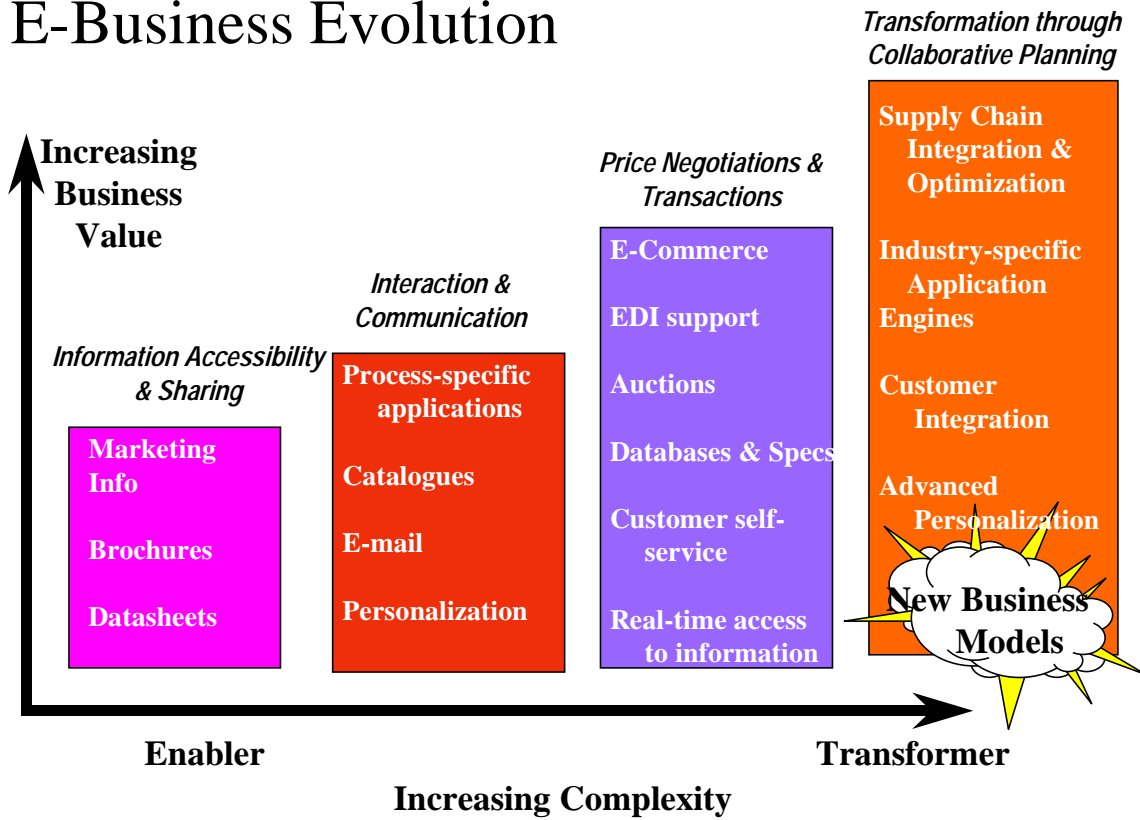 E-Business Evolution
Transformation through
Collaborative Planning
Increasing
Business
Value
Information Accessibility
& Sharing
Marketing
Info
Brochures
Datasheets
Interaction &
Communication
Process-specific
applications
Catalogues
E-mail
Personalization
Price Negotiations &
Transactions
E-Commerce
EDI support
Auctions
Databases & Specs
Customer self-
service
Real-time access
to information
Supply Chain
Integration &
Optimization
Industry-specific
Application
Engines
Customer
Integration
Advanced
Personalization
New Business
Models
Enabler
Transformer
Increasing Complexity